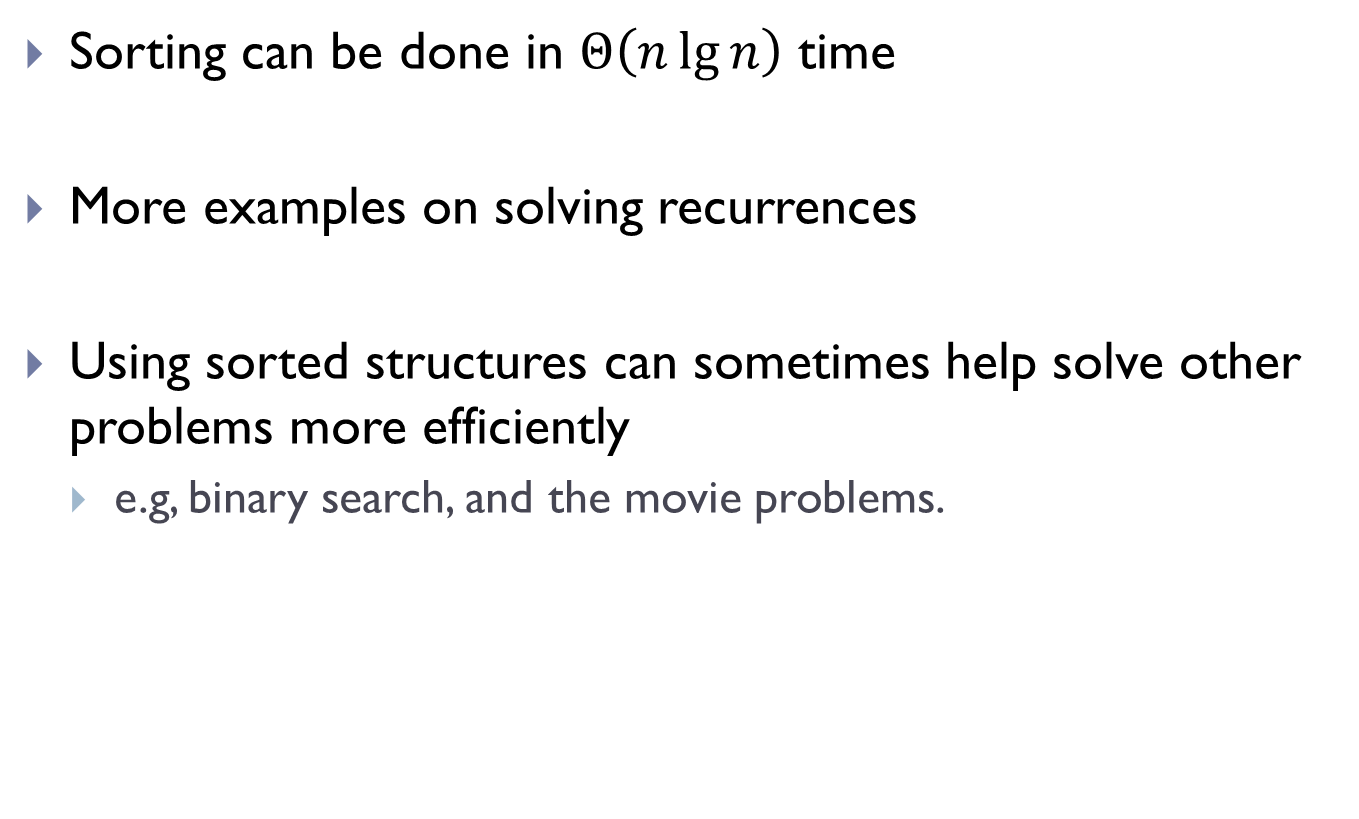 Sorting can be done in Θ(n lg n) time
More examples on solving recurrences
Using sorted structures can sometimes help solve other
problems more efficiently
e.g, binary search, and the movie problems.